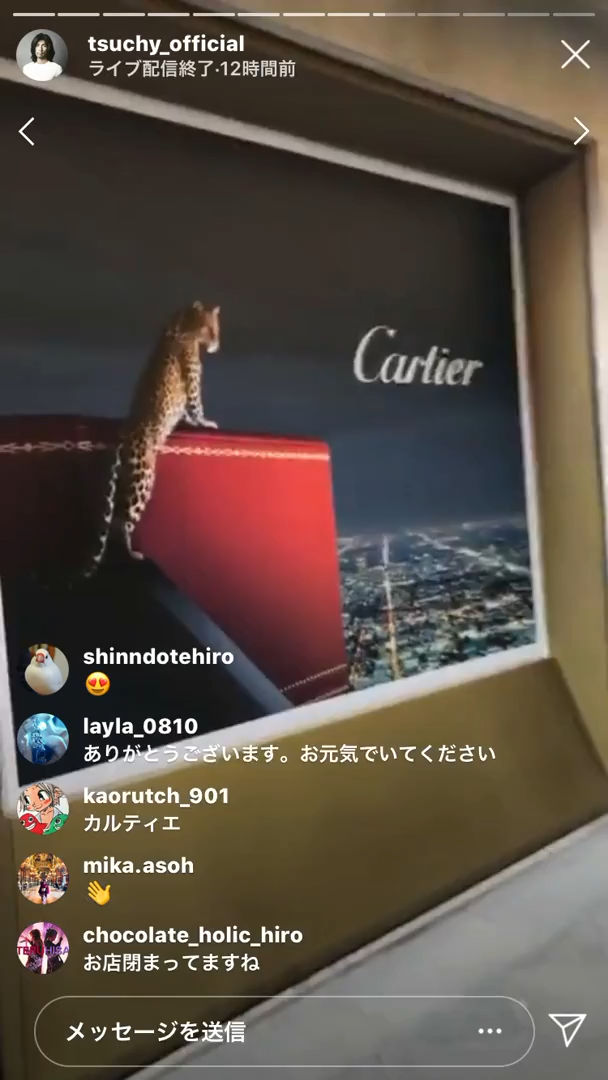 tsuchy_official
ライブ配信終了·12時間前
Cartier
shinndotehiro
😍
layla_0810
ありがとうございます。お元気でいてください
kaorutch_901
カルティエ
mika.asoh
👋
chocolate_holic_hiro
お店閉まってますね
メッセージを送信